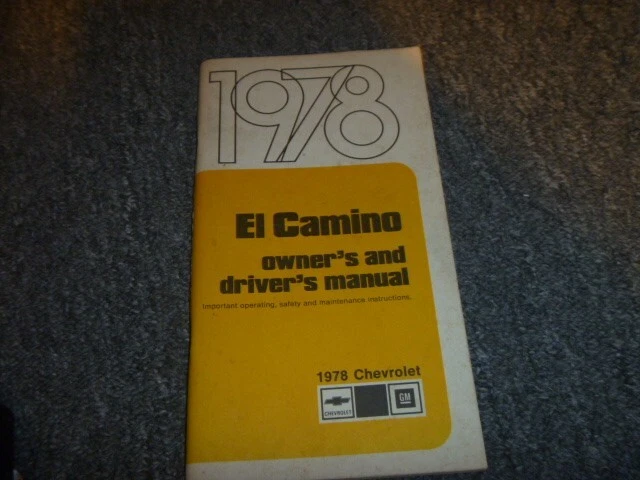 1978
El Camino
owner's and
driver's manual
Important operating, safety and maintenance instructions.
1978 Chevrolet
CHEVROLET
GM